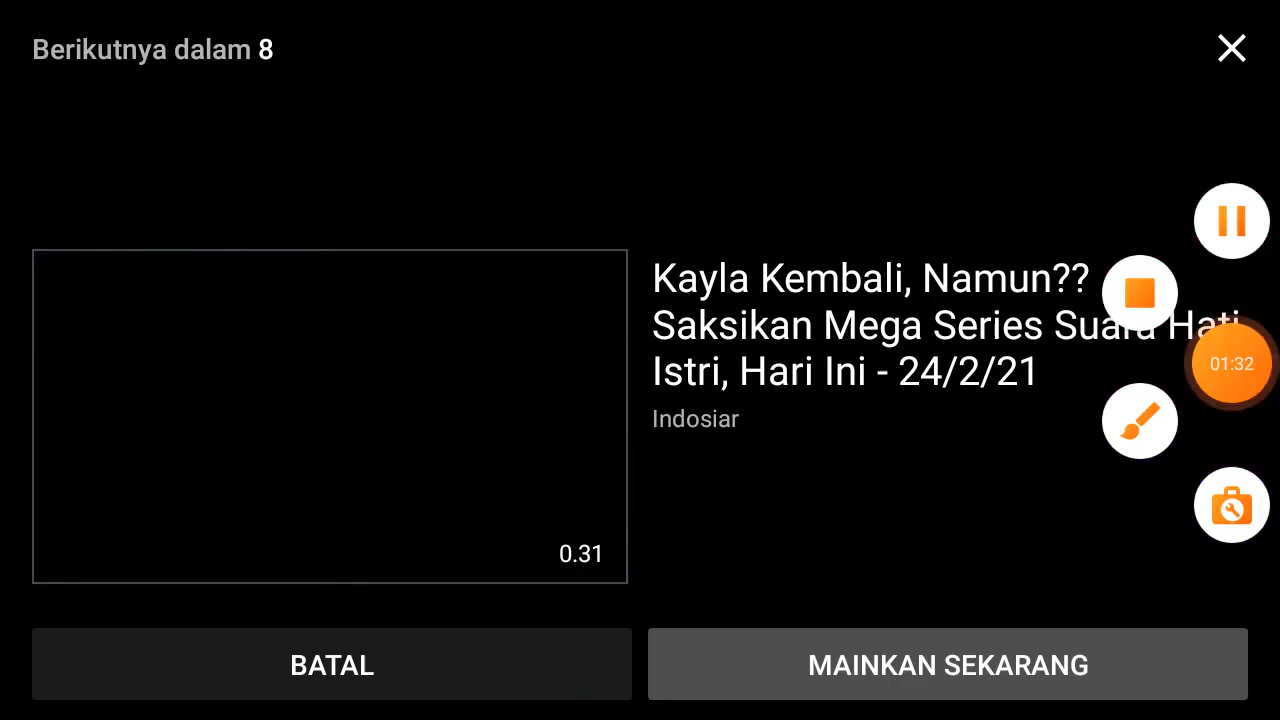 Berikutnya dalam 8
Kayla Kembali, Namun??
Saksikan Mega Series Suara Hati
Istri, Hari Ini - 24/2/21
Indosiar
01:32
0.31
BATAL
MAINKAN SEKARANG